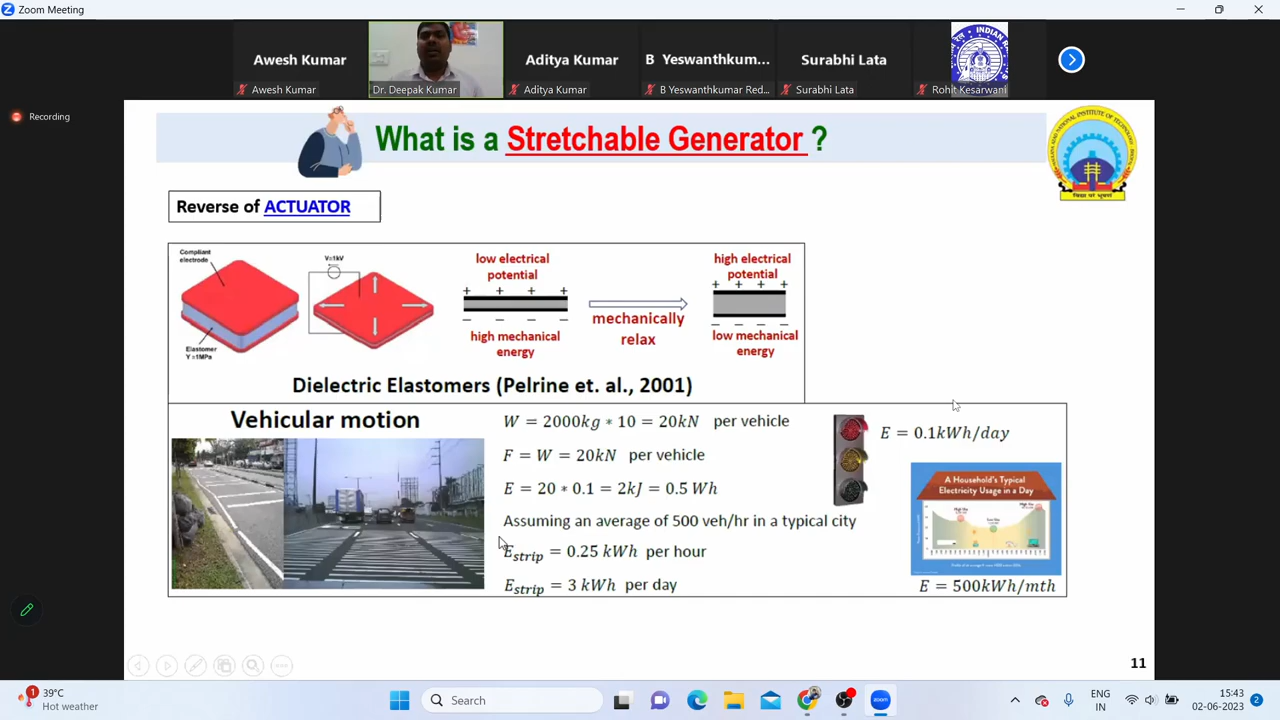 Zoom Meeting
Awesh Kumar
Aditya Kumar
B Yeswanthkum...
Surabhi Lata
Awesh Kumar
Dr. Deepak Kumar
Aditya Kumar
B Yeswanthkumar Red...
Surabhi Lata
Rohit Kesarwani
Recording
What is a Stretchable Generator ?
Reverse of ACTUATOR
Compliant
electrode
V=1kV
Elastomer
Y =1MPa
low electrical
potential
+ + + +
− − − −
high mechanical
energy
mechanically
relax
high electrical
potential
+ + + +
− − − −
low mechanical
energy
Dielectric Elastomers (Pelrine et. al., 2001)
Vehicular motion
W = 2000kg * 10 = 20kN per vehicle
F = W = 20kN per vehicle
E = 20 * 0.1 = 2kJ = 0.5 Wh
Assuming an average of 500 veh/hr in a typical city
Estrip = 0.25 kWh per hour
Estrip = 3 kWh per day
E = 0.1kWh/day
A Household's Typical
Electricity Usage in a Day
E = 500kWh/mth
11
1
39°C
Hot weather
Search
ENG
IN
15:43
02-06-2023
2